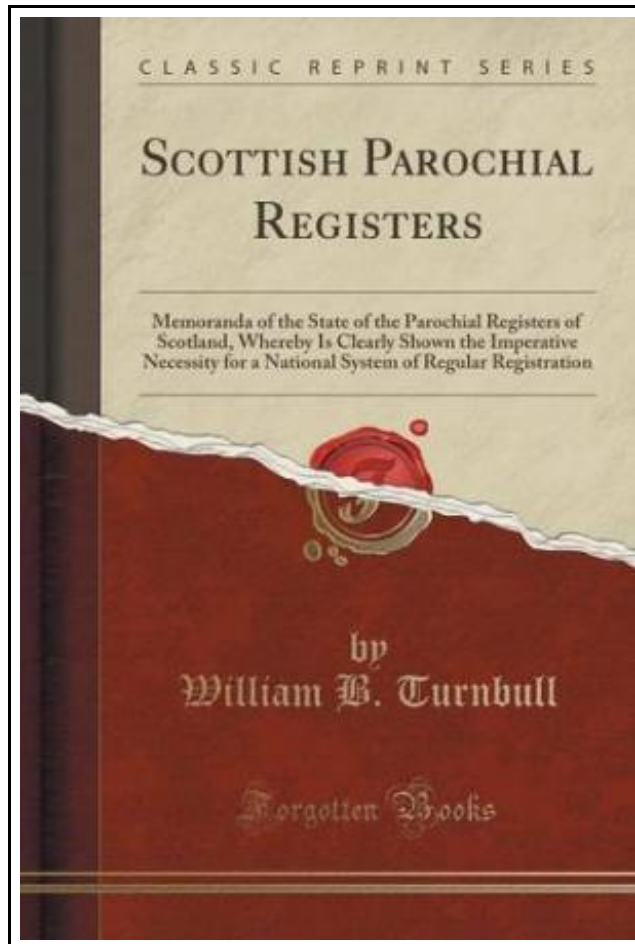 CLASSIC REPRINT SERIES
SCOTTISH PAROCHIAL
REGISTERS
Memoranda of the State of the Parochial Registers of
Scotland, Whereby Is Clearly Shown the Imperative
Necessity for a National System of Regular Registration
by
William B. Turnbull
Forgotten Books